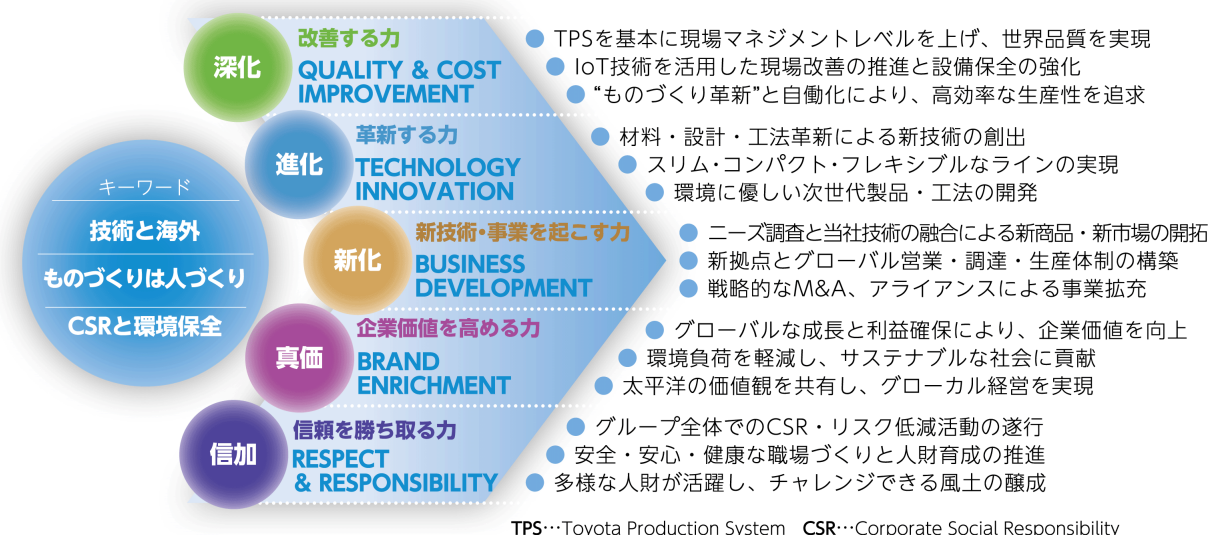 キーワード
技術と海外
ものづくりは人づくり
CSRと環境保全
深化
改善する力
QUALITY & COST
IMPROVEMENT
● TPSを基本に現場マネジメントレベルを上げ、世界品質を実現
● IoT技術を活用した現場改善の推進と設備保全の強化
● “ものづくり革新”と自働化により、高効率な生産性を追求
進化
革新する力
TECHNOLOGY
INNOVATION
● 材料・設計・工法革新による新技術の創出
● スリム・コンパクト・フレキシブルなラインの実現
● 環境に優しい次世代製品・工法の開発
新化
新技術・事業を起こす力
BUSINESS
DEVELOPMENT
● ニーズ調査と当社技術の融合による新商品・新市場の開拓
● 新拠点とグローバル営業・調達・生産体制の構築
● 戦略的なM&A、アライアンスによる事業拡充
真価
企業価値を高める力
BRAND
ENRICHMENT
● グローバルな成長と利益確保により、企業価値を向上
● 環境負荷を軽減し、サステナブルな社会に貢献
● 太平洋の価値観を共有し、グローカル経営を実現
信加
信頼を勝ち取る力
RESPECT
& RESPONSIBILITY
● グループ全体でのCSR・リスク低減活動の遂行
● 安全・安心・健康な職場づくりと人財育成の推進
● 多様な人財が活躍し、チャレンジできる風土の醸成
TPS…Toyota Production System CSR…Corporate Social Responsibility